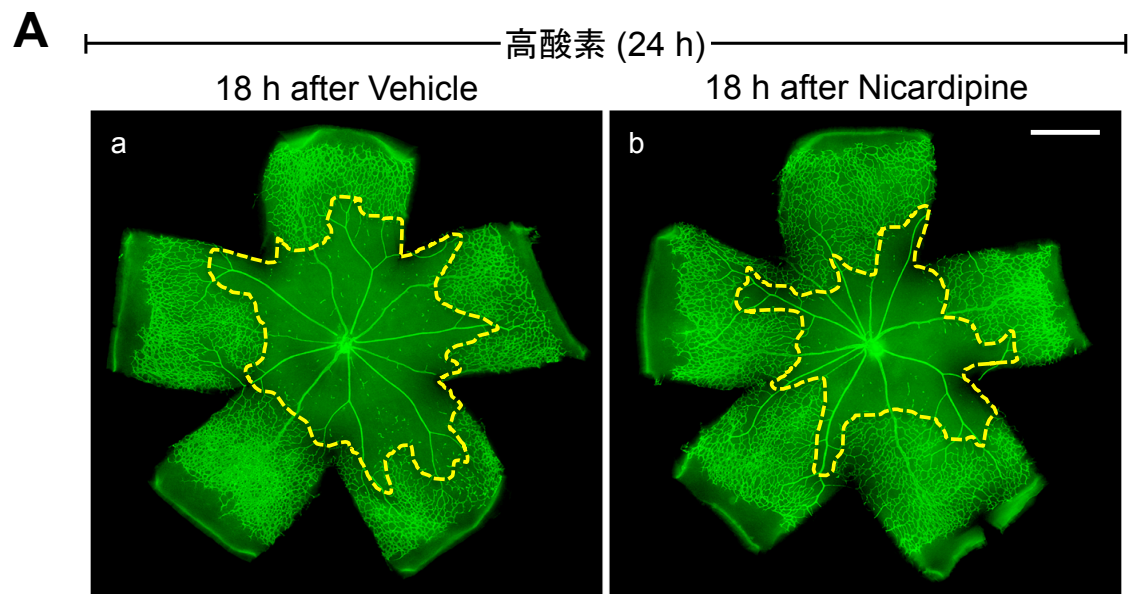 A
高酸素 (24 h)
18 h after Vehicle
18 h after Nicardipine
a
b